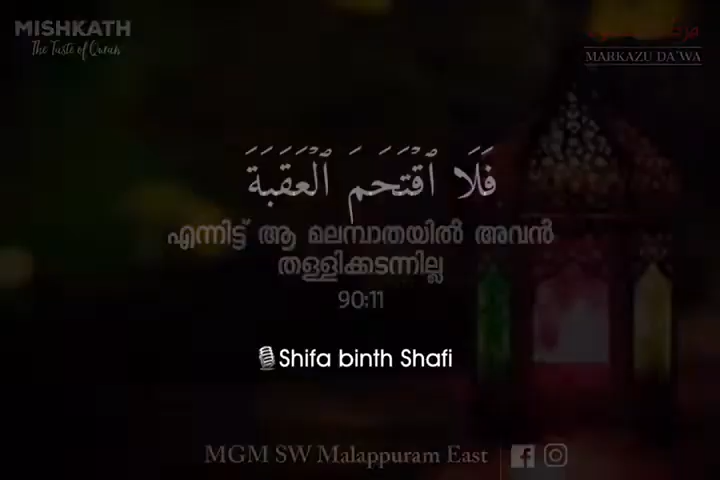 MISHKATH
The Taste of Quran
MARKAZU DA'WA
فَلَا ٱقْتَحَمَ ٱلْعَقَبَةَ
എന്നിട്ട് ആ മലമ്പാതയിൽ അവൻ
തള്ളിക്കടന്നില്ല
90:11
Shifa binth Shafi
MGM SW Malappuram East